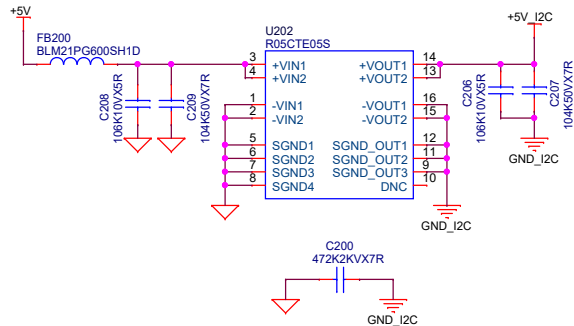 +5V
+5V_I2C
FB200
BLM21PG600SH1D
U202
R05CTE05S
3 +VIN1 +VOUT1 14
4 +VIN2 +VOUT2 13
C208
106K10VX5R
C209
104K50VX7R
C206
106K10VX5R
C207
104K50VX7R
1 -VIN1 -VOUT1 16
2 -VIN2 -VOUT2 15
5 SGND1 SGND_OUT1 12
6 SGND2 SGND_OUT2 11
7 SGND3 SGND_OUT3 9
8 SGND4 DNC 10
GND_I2C
GND_I2C
C200
472K2KVX7R
GND_I2C